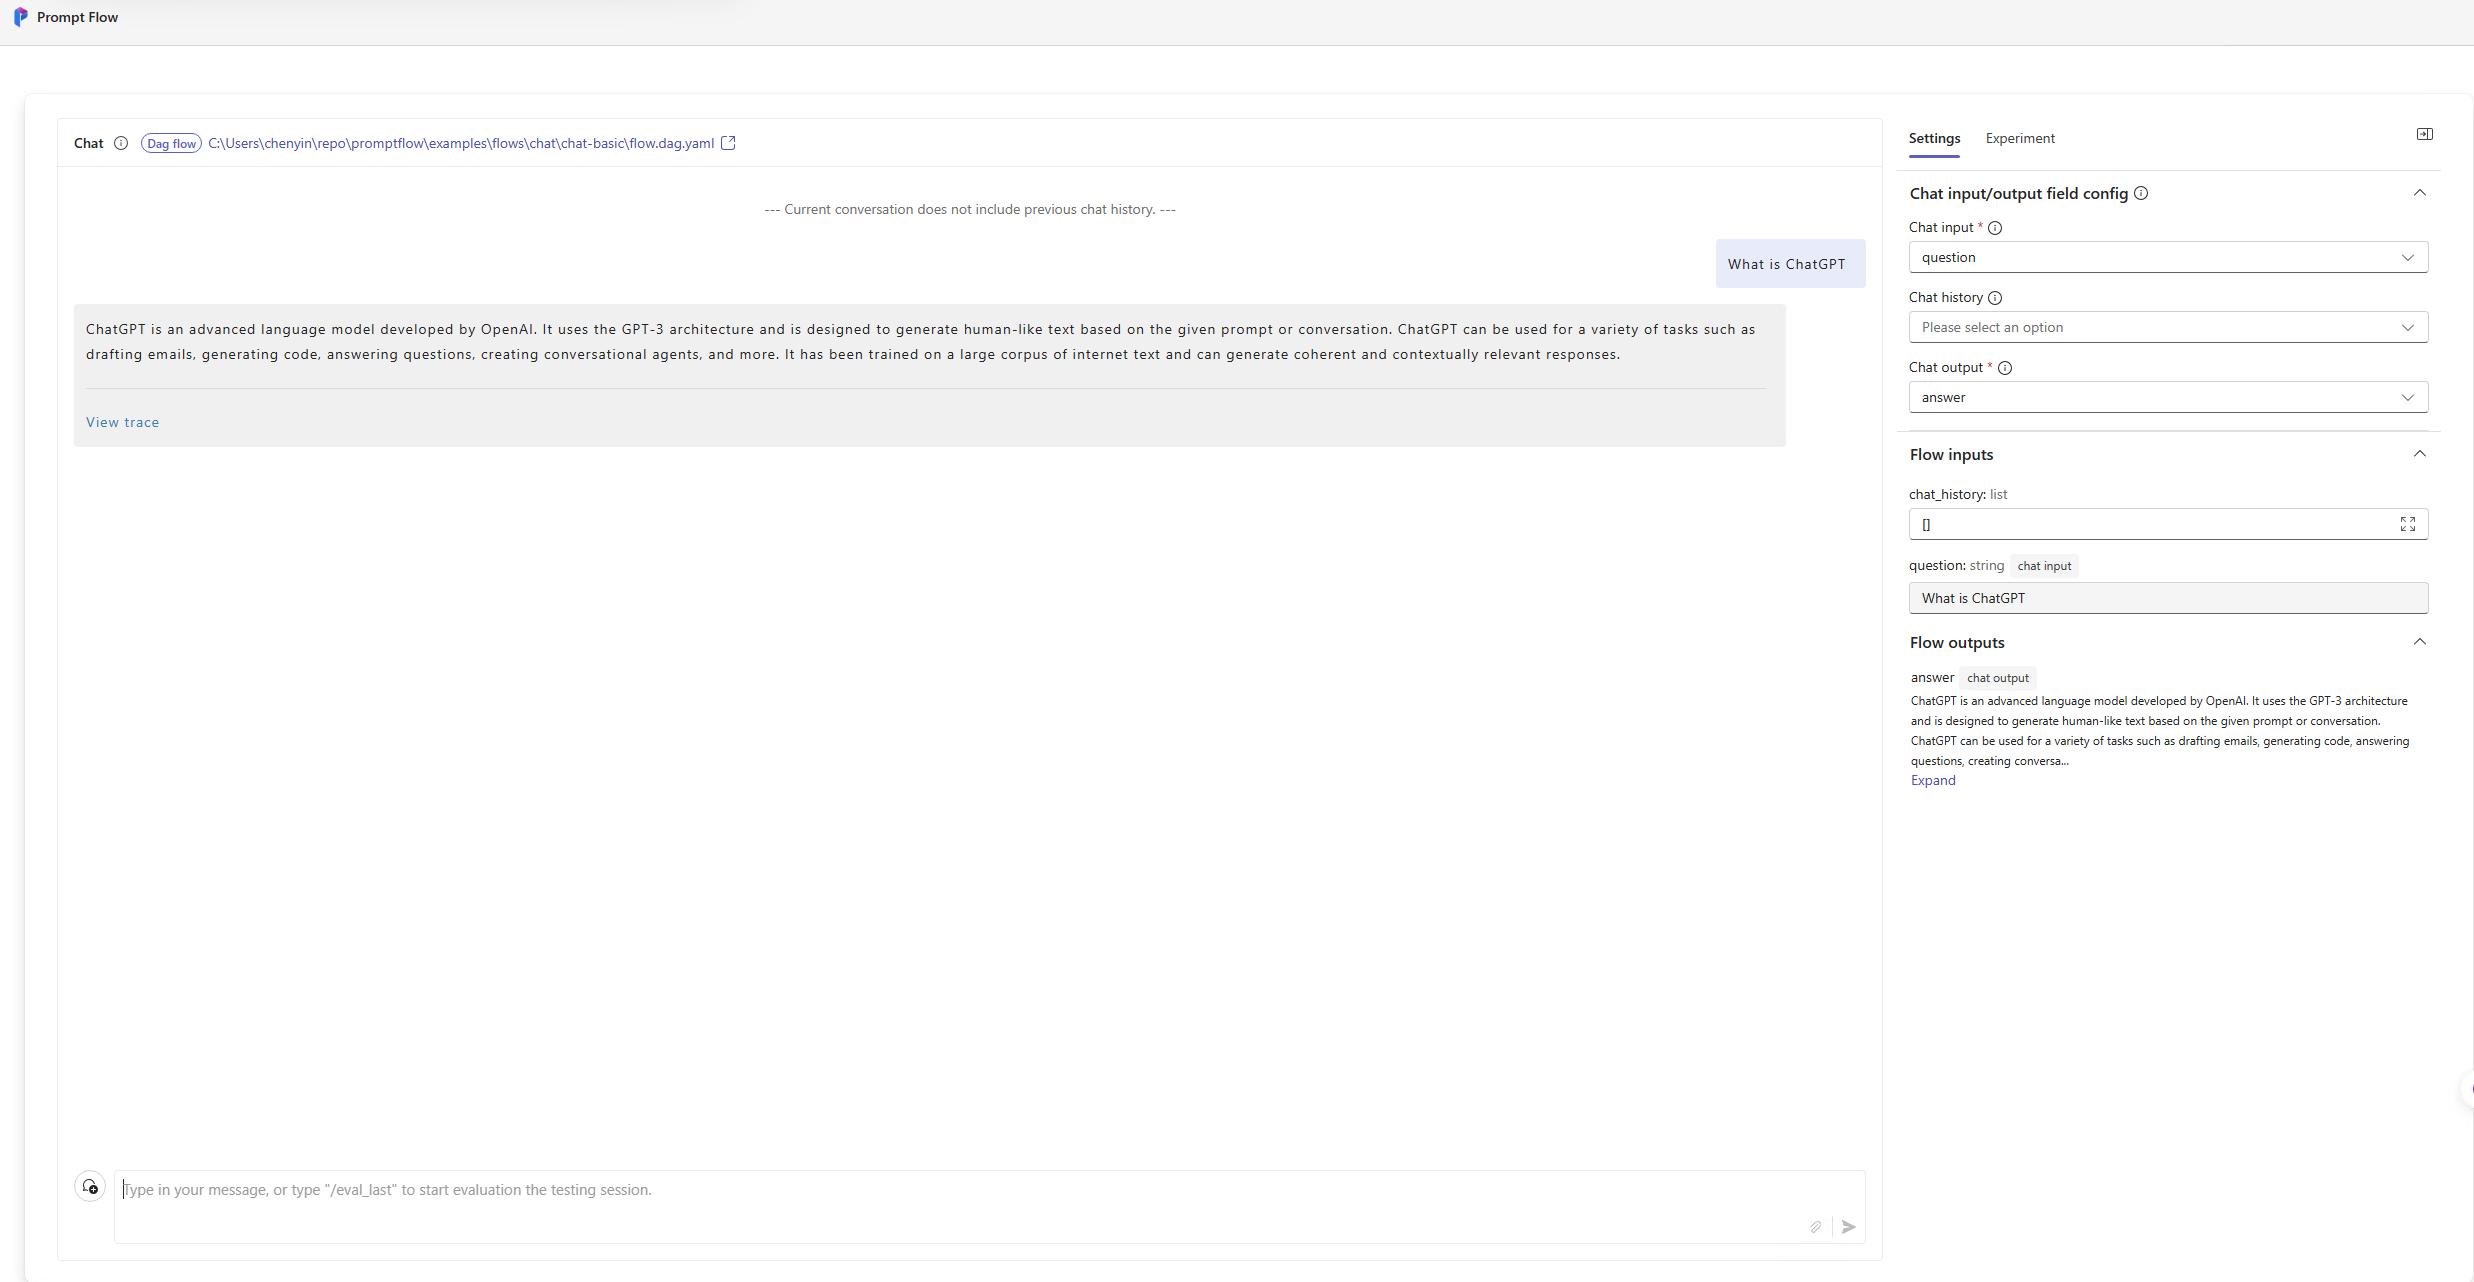 Prompt Flow
Chat Dag flow C:\Users\chenyin\repo\promptflow\examples\flows\chat\chat-basic\flow.dag.yaml
--- Current conversation does not include previous chat history. ---
What is ChatGPT
ChatGPT is an advanced language model developed by OpenAI. It uses the GPT-3 architecture and is designed to generate human-like text based on the given prompt or conversation. ChatGPT can be used for a variety of tasks such as
drafting emails, generating code, answering questions, creating conversational agents, and more. It has been trained on a large corpus of internet text and can generate coherent and contextually relevant responses.
View trace
Type in your message, or type "/eval_last" to start evaluation the testing session.
Settings Experiment
Chat input/output field config
Chat input *
question
Chat history
Please select an option
Chat output *
answer
Flow inputs
chat_history: list
[]
question: string chat input
What is ChatGPT
Flow outputs
answer chat output
ChatGPT is an advanced language model developed by OpenAI. It uses the GPT-3 architecture
and is designed to generate human-like text based on the given prompt or conversation.
ChatGPT can be used for a variety of tasks such as drafting emails, generating code, answering
questions, creating conversa...
Expand